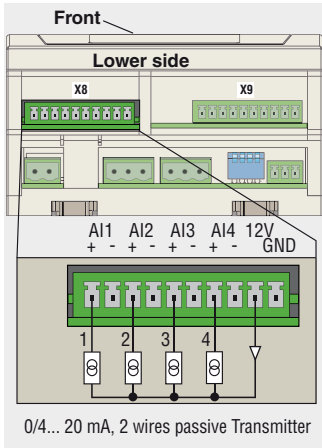 Front
Lower side
X8 X9
AI1 AI2 AI3 AI4 12V
+ - + - + - + - GND
1 2 3 4
0/4... 20 mA, 2 wires passive Transmitter